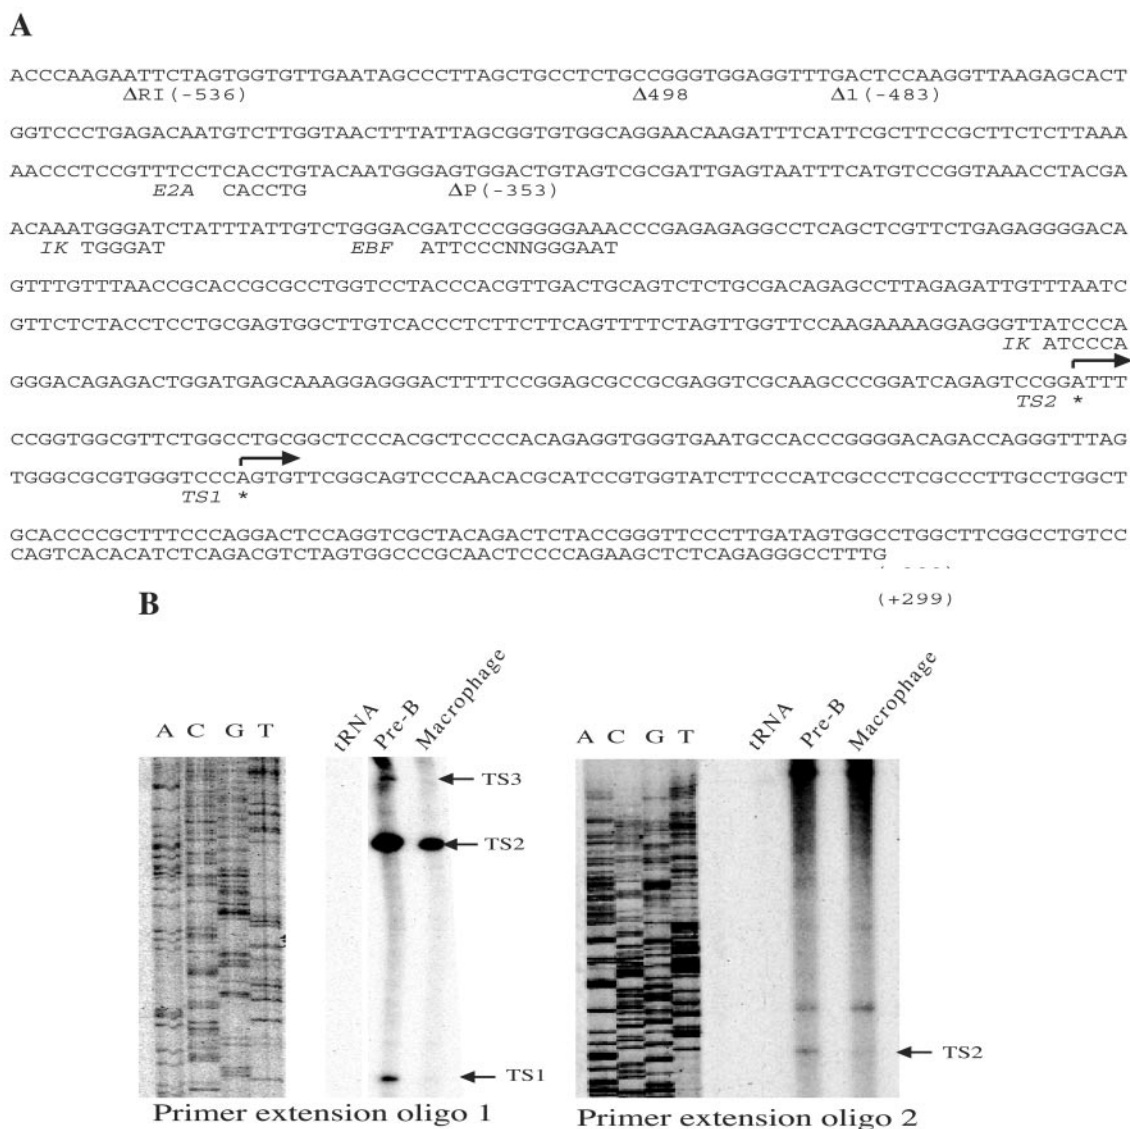 A
ACCCAAGAATTCTAGTGGTGTTGAATAGCCCTTAGCTGCCTCTGCCGGGTGGAGGTTTGACTCCAAGGTTAAGAGCACT
ΔRI(-536) Δ498 Δ1(-483)
GGTCCCTGAGACAATGTCTTGGTAACTTTATTAGCGGTGTGGCAGGAACAAGATTTCATTCGCTTCCGCTTCTCTTAAA
AACCCTCCGTTTCCTCACCTGTACAATGGGAGTGGACTGTAGTCGCGATTGAGTAATTTCATGTCCGGTAAACCTACGA
E2A CACCTG ΔP(-353)
ACAAATGGGATCTATTTATTGTCTGGGACGATCCCGGGGGAAACCCGAGAGAGGCCTCAGCTCGTTCTGAGAGGGGACA
IK TGGGAT EBF ATTCCCNNGGGAAT
GTTTGTTTAACCGCACCGCGCCTGGTCCTACCCACGTTGACTGCAGTCTCTGCGACAGAGCCTTAGAGATTGTTTAATC
GTTCTCTACCTCCTGCGAGTGGCTTGTCACCCTCTTCTTCAGTTTTCTAGTTGGTTCCAAGAAAAGGAGGGTTATCCCA
IK ATCCCA
GGGACAGAGACTGGATGAGCAAAGGAGGGACTTTTCCGGAGCGCCGCGAGGTCGCAAGCCCGGATCAGAGTCCGGATTT
TS2 *
CCGGTGGCGTTCTGGCCTGCGGCTCCCACGCTCCCCACAGAGGTGGGTGAATGCCACCCGGGGACAGACCAGGGTTTAG
TGGGCGCGTGGGTCCCAGTGTTCGGCAGTCCCAACACGCATCCGTGGTATCTTCCCATCGCCCTCGCCCTTGCCTGGCT
TS1 *
GCACCCCGCTTTCCCAGGACTCCAGGTCGCTACAGACTCTACCGGGTTCCCTTGATAGTGGCCTGGCTTCGGCCTGTCC
CAGTCACACATCTCAGACGTCTAGTGGCCCGCAACTCCCCAGAAGCTCTCAGAGGGCCTTTG
(+299)
B
A C G T tRNA Pre-B Macrophage
A C G T tRNA Pre-B Macrophage
TS3
TS2
TS1
TS2
Primer extension oligo 1
Primer extension oligo 2